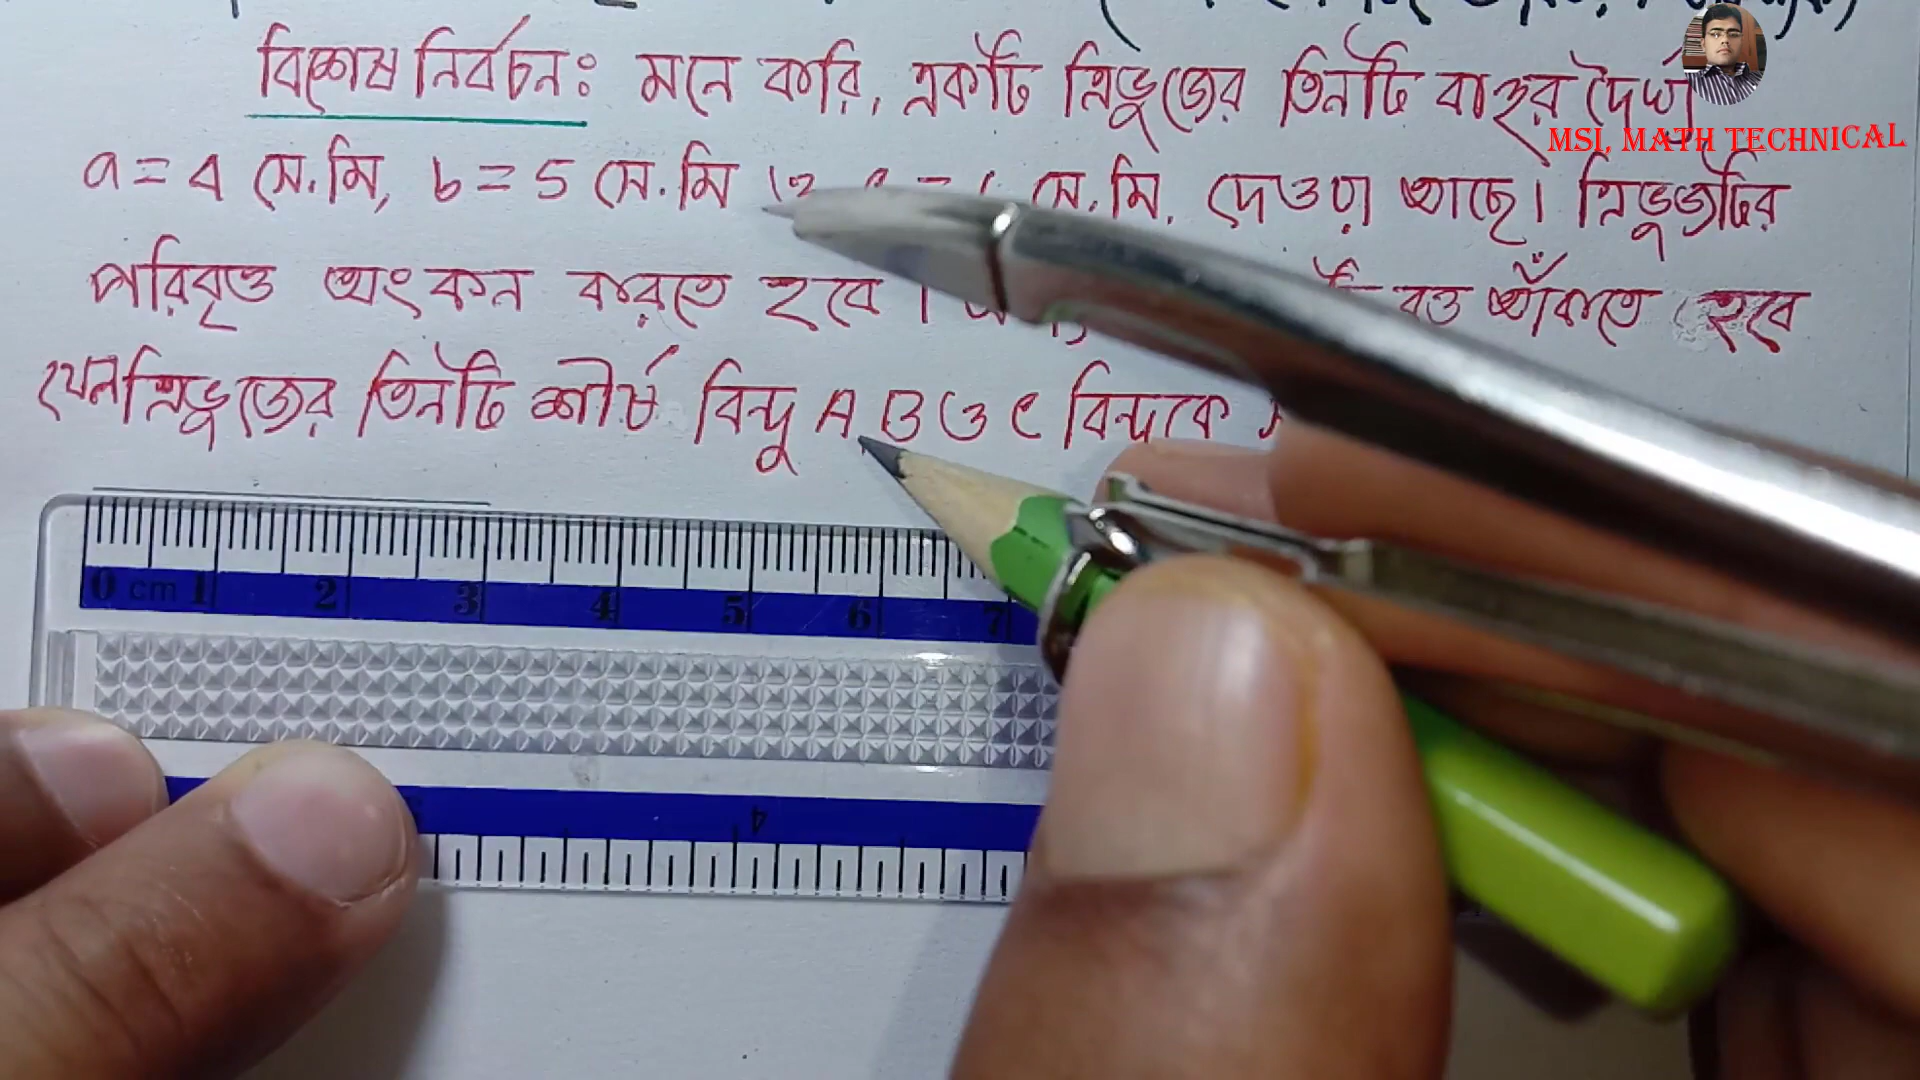 বিশেষ নির্বচনঃ মনে করি, একটি ত্রিভুজের তিনটি বাহুর দৈর্ঘ্য
MSI, MATH TECHNICAL
a = 4 সে.মি, b = 5 সে.মি সে.মি. দেওয়া আছে। ত্রিভুজটির
পরিবৃত্ত অংকন করতে হবে। বৃত্ত আঁকতে হবে
যেন ত্রিভুজের তিনটি শীর্ষ বিন্দু A, B ও C বিন্দুকে
0 cm 1 2 3 4 5 6 7
4